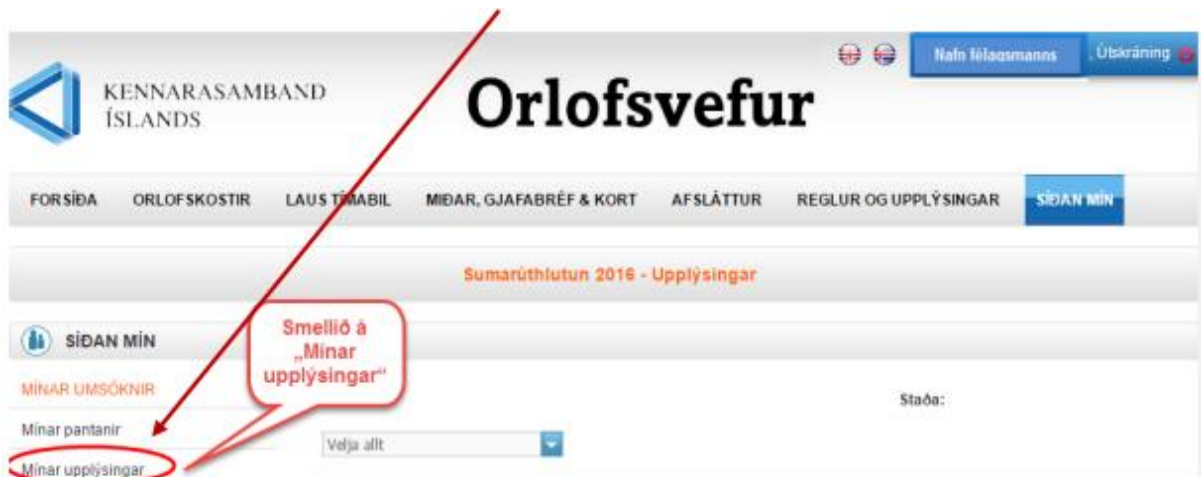 Nafn félagsmanns
Útskráning
KENNARASAMBAND
ÍSLANDS
Orlofsvefur
FORSÍÐA ORLOFSKOSTIR LAUS TÍMABIL MIÐAR, GJAFABRÉF & KORT AFSLÁTTUR REGLUR OG UPPLÝSINGAR SÍÐAN MÍN
Sumarúthlutun 2016 - Upplýsingar
SÍÐAN MÍN
Smellið á
„Mínar
upplýsingar“
MÍNAR UMSÓKNIR
Staða:
Mínar pantanir
Velja allt
Mínar upplýsingar